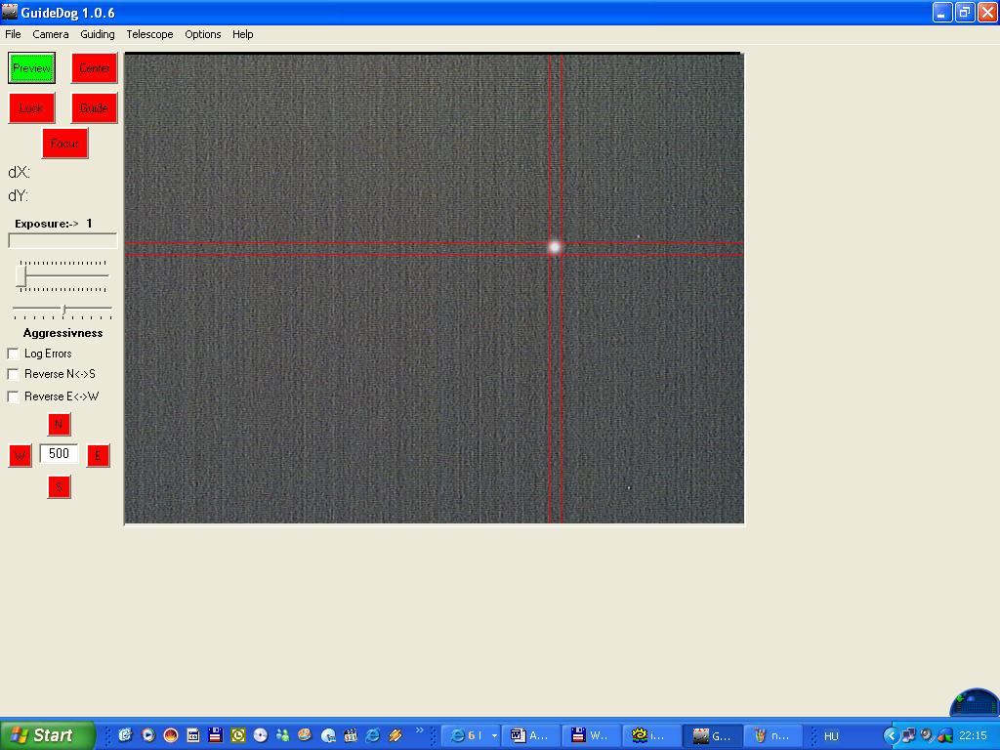 GuideDog 1.0.6
File Camera Guiding Telescope Options Help
Preview Center
Lock Guide
Focus
dX:
dY:
Exposure:-> 1
Aggressivness
Log Errors
Reverse N<->S
Reverse E<->W
N
W 500 E
S
Start 6 I A... W... i... G... n... HU 22:15